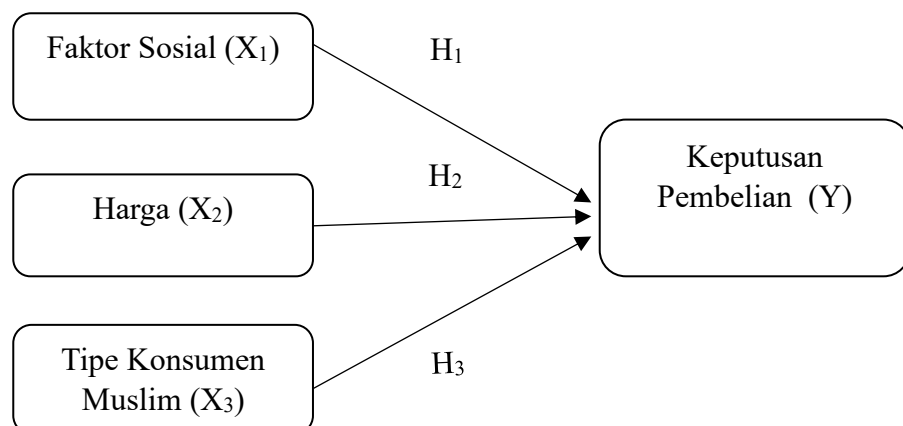 Faktor Sosial (X₁)
H₁
Keputusan
Pembelian (Y)
H₂
Harga (X₂)
Tipe Konsumen
Muslim (X₃)
H₃